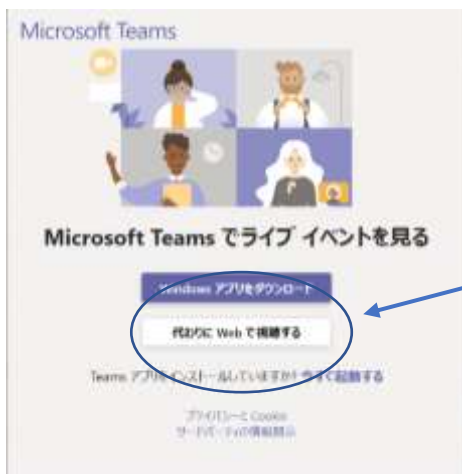 Microsoft Teams
Microsoft Teams でライブ イベントを見る
Windows アプリをダウンロード
代わりに Web で視聴する
Teams アプリをインストールしていますか? 今すぐ起動する
プライバシーと Cookie
サードパーティの情報開示